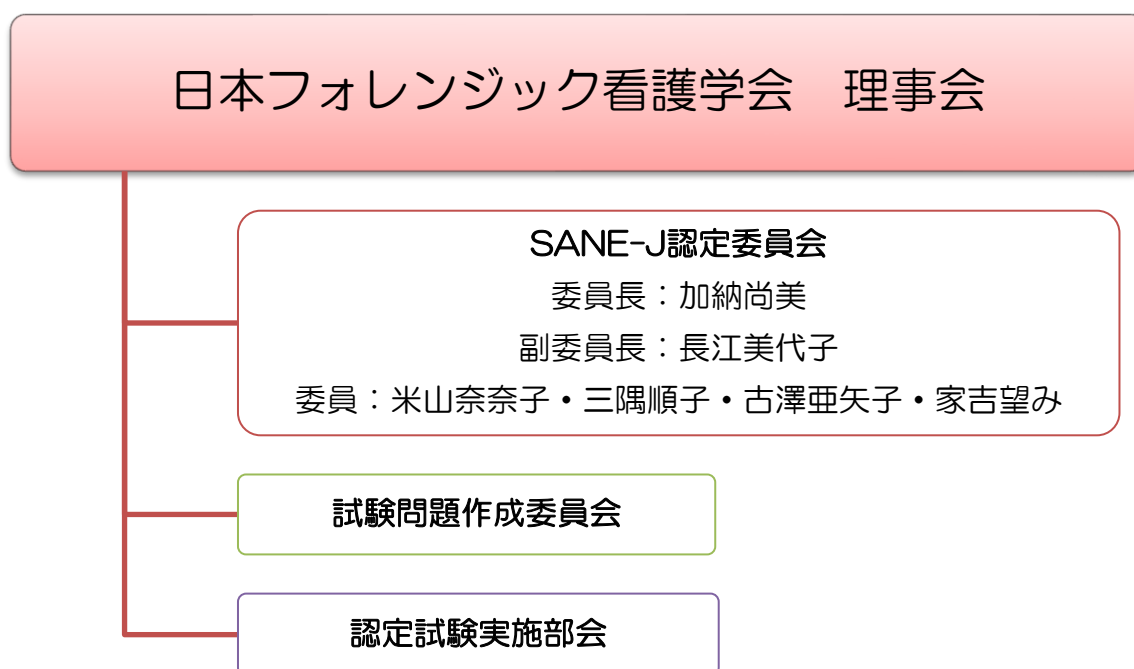 日本フォレンジック看護学会　理事会
SANE-J認定委員会
委員長：加納尚美
副委員長：長江美代子
委員：米山奈奈子・三隅順子・古澤亜矢子・家吉望み
試験問題作成委員会
認定試験実施部会